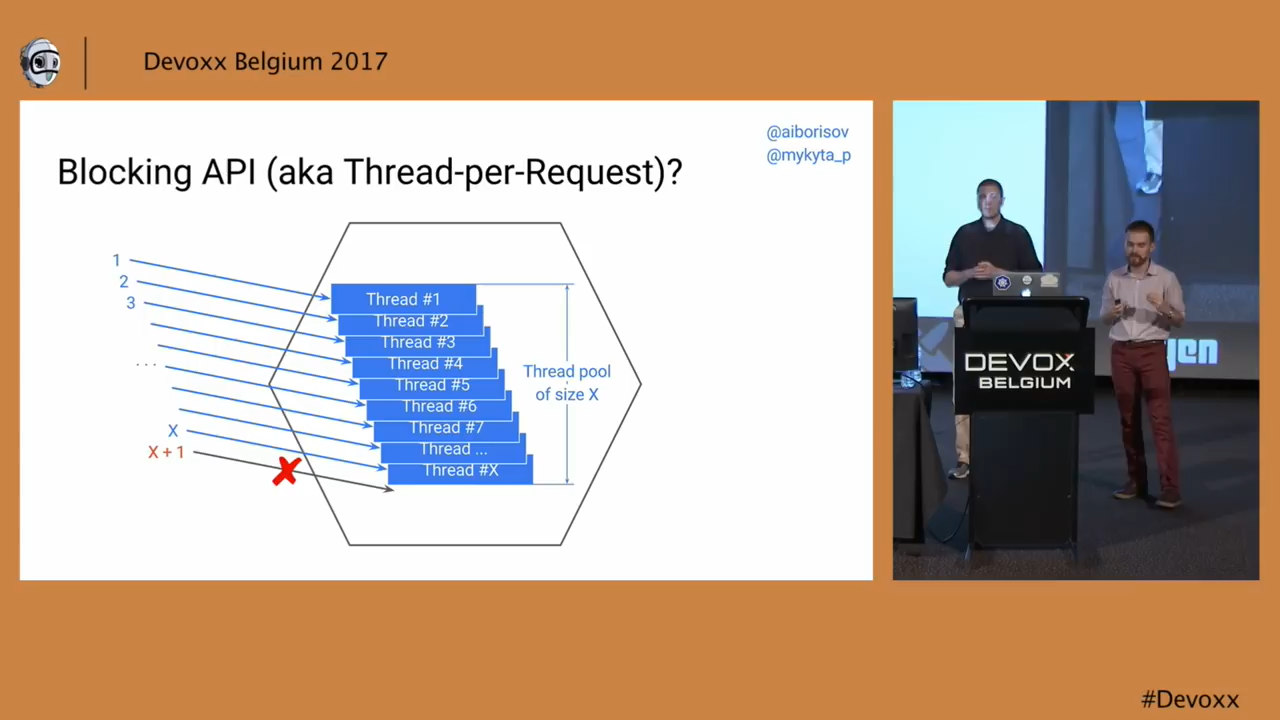 Devoxx Belgium 2017
@aiborisov
@mykyta_p
Blocking API (aka Thread-per-Request)?
1
2
3
. . .
X
X + 1
Thread #1
Thread #2
Thread #3
Thread #4
Thread #5
Thread #6
Thread #7
Thread ...
Thread #X
Thread pool
of size X
DEVOXX
BELGIUM
#Devoxx